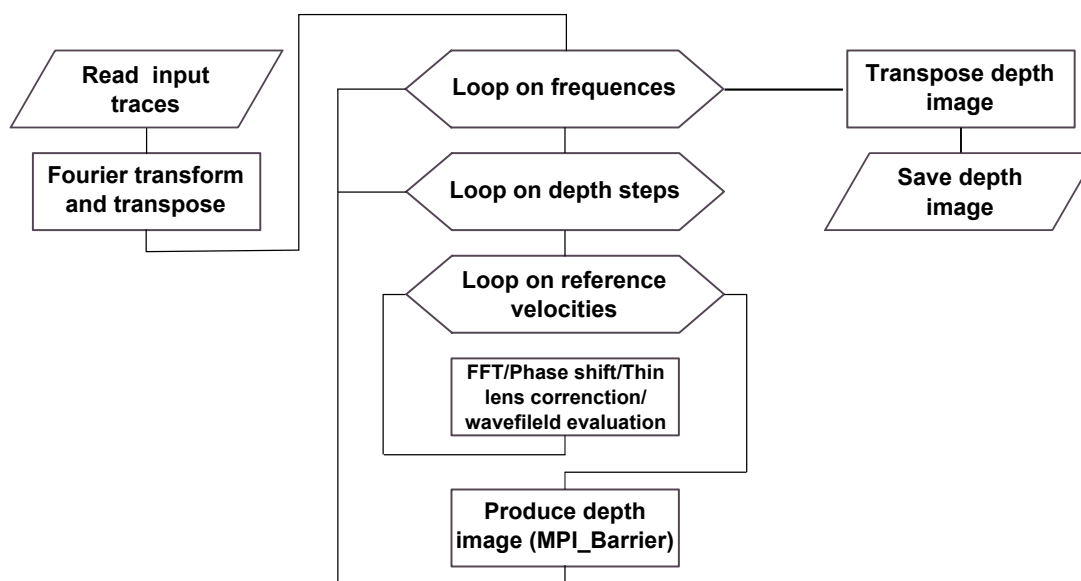 Read input
traces
Fourier transform
and transpose
Loop on frequences
Loop on depth steps
Loop on reference
velocities
FFT/Phase shift/Thin
lens correnction/
wavefileld evaluation
Produce depth
image (MPI_Barrier)
Transpose depth
image
Save depth
image